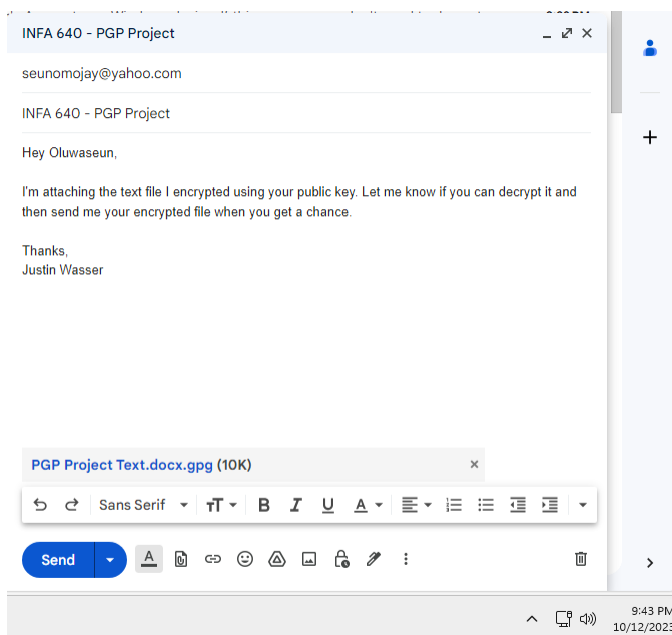 INFA 640 - PGP Project
seunomojay@yahoo.com
INFA 640 - PGP Project
Hey Oluwaseun,
I'm attaching the text file I encrypted using your public key. Let me know if you can decrypt it and
then send me your encrypted file when you get a chance.
Thanks,
Justin Wasser
PGP Project Text.docx.gpg (10K)
Sans Serif
Send
9:43 PM
10/12/2023